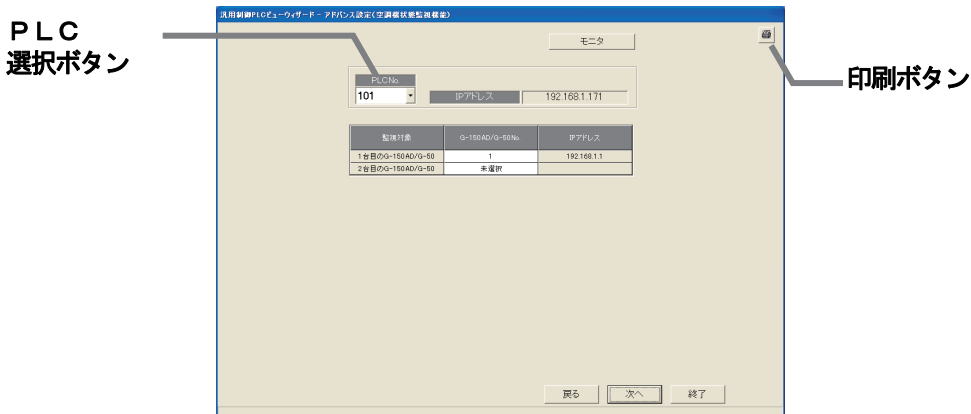 汎用制御PLCビューウィザード - アドバンス設定(空調機状態監視機能)
ＰＬＣ
選択ボタン
モニタ
印刷ボタン
PLCNo
101
IPアドレス 192.168.1.171
監視対象 G-150AD/G-50No IPアドレス
1台目のG-150AD/G-50 1 192.168.1.1
2台目のG-150AD/G-50 未選択
戻る 次へ 終了